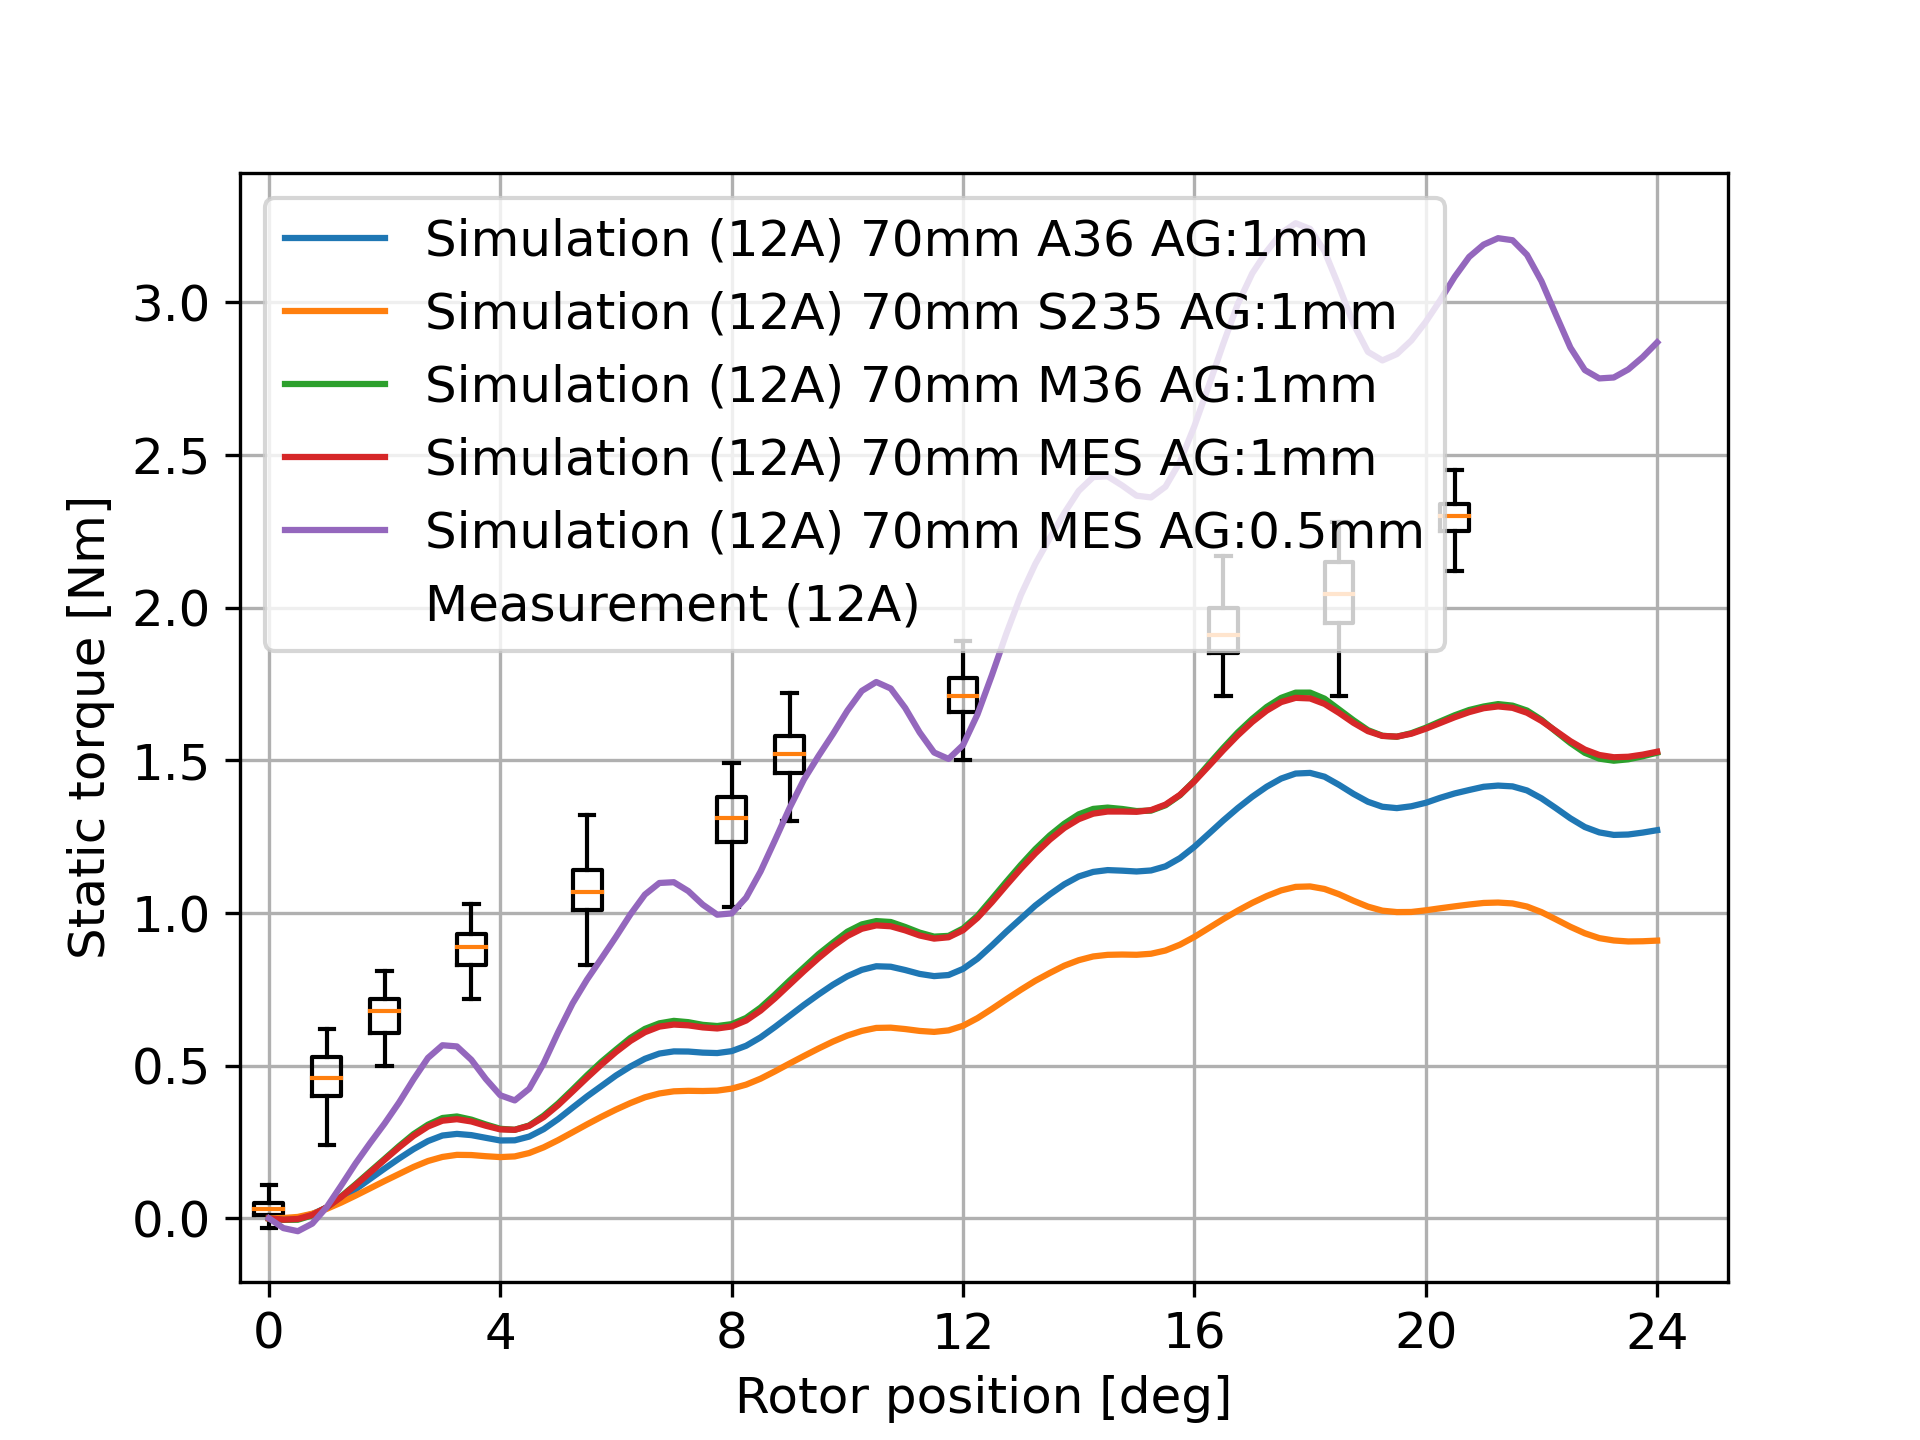 Simulation (12A) 70mm A36 AG:1mm
Simulation (12A) 70mm S235 AG:1mm
Simulation (12A) 70mm M36 AG:1mm
Simulation (12A) 70mm MES AG:1mm
Simulation (12A) 70mm MES AG:0.5mm
Measurement (12A)
Static torque [Nm]
3.0
2.5
2.0
1.5
1.0
0.5
0.0
0 4 8 12 16 20 24
Rotor position [deg]